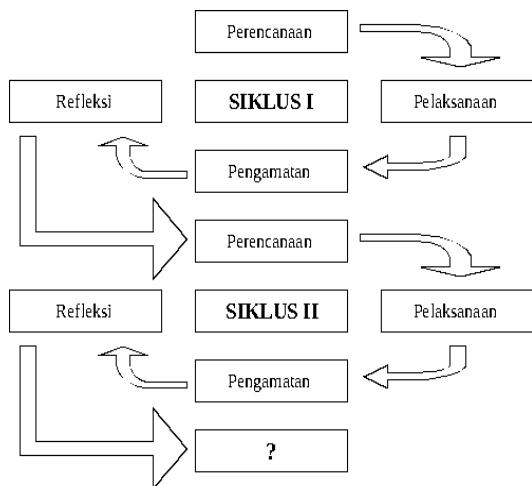 Perencanaan
Refleksi
SIKLUS I
Pelaksanaan
Pengamatan
Perencanaan
Refleksi
SIKLUS II
Pelaksanaan
Pengamatan
?